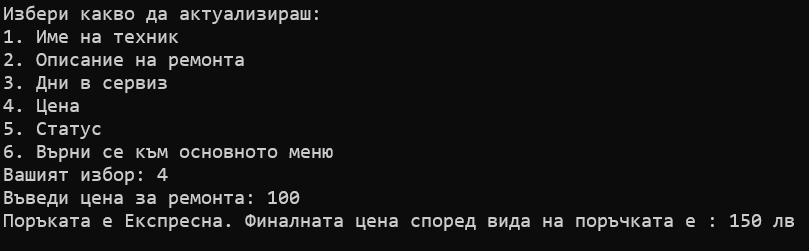 Избери какво да актуализираш:
1. Име на техник
2. Описание на ремонта
3. Дни в сервиз
4. Цена
5. Статус
6. Върни се към основното меню
Вашият избор: 4
Въведи цена за ремонта: 100
Поръката е Експресна. Финалната цена според вида на поръчката е : 150 лв